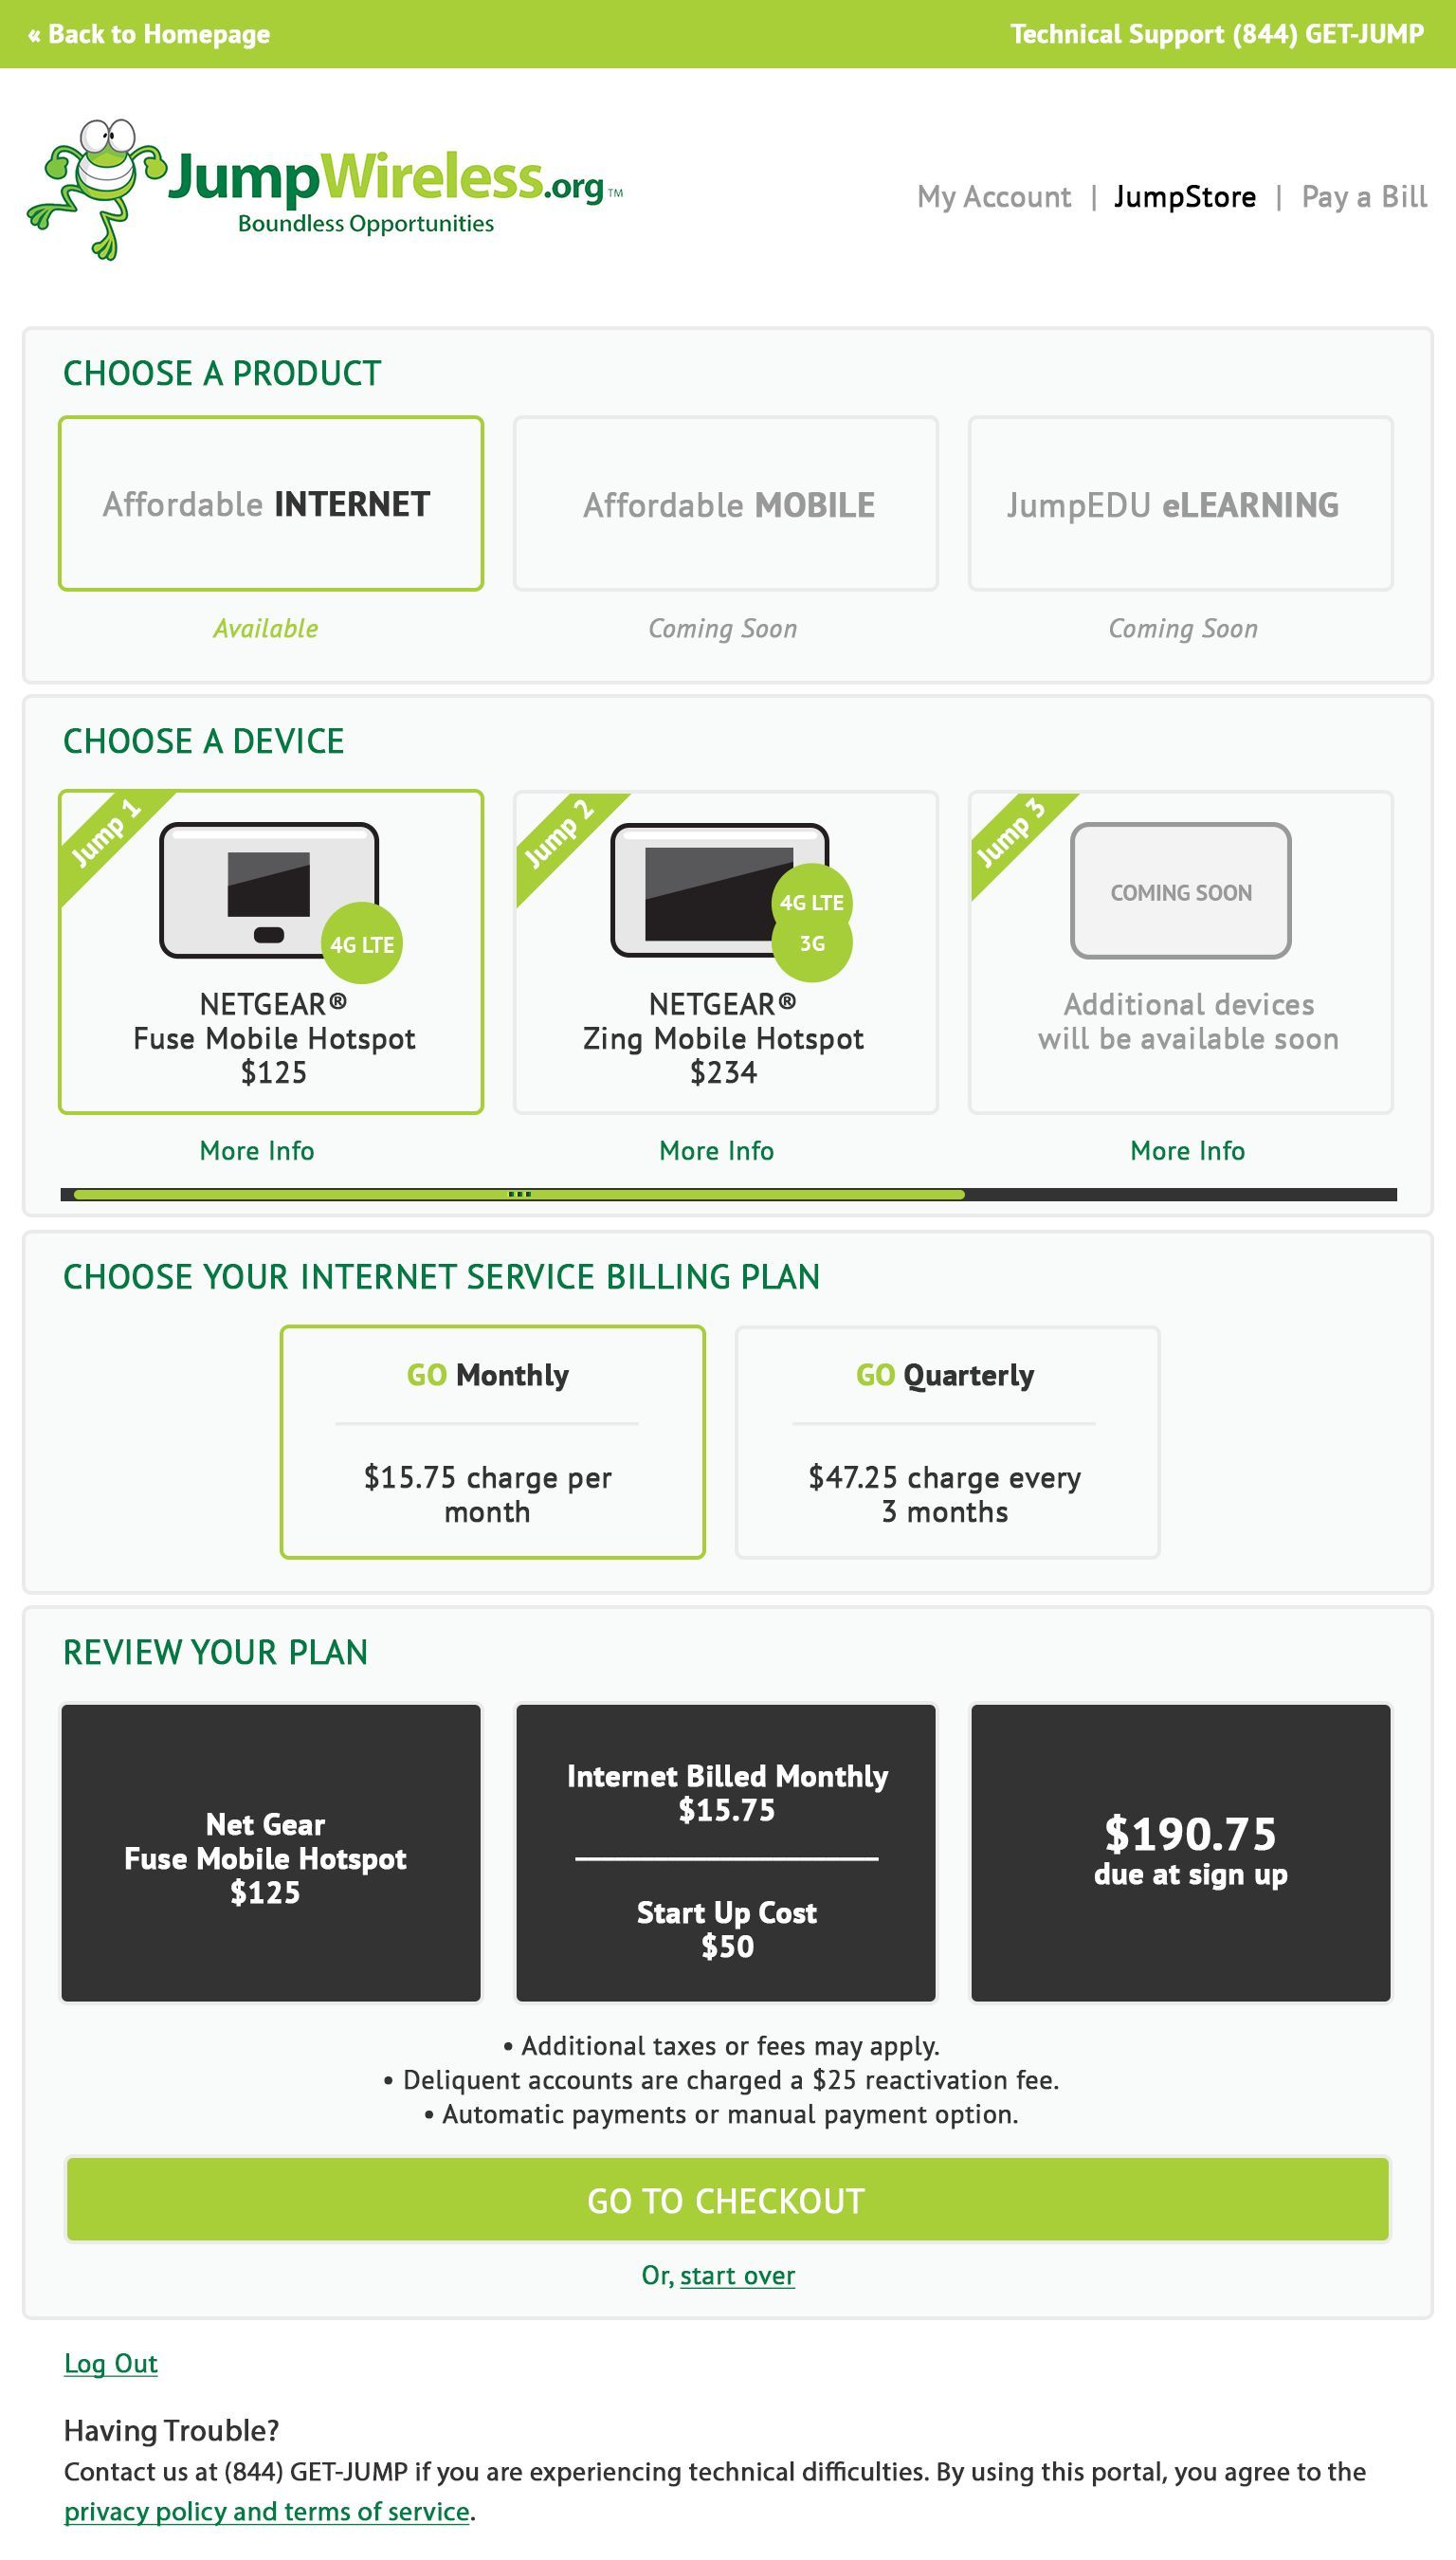 « Back to Homepage
Technical Support (844) GET-JUMP
JumpWireless.org™
Boundless Opportunities
My Account | JumpStore | Pay a Bill
CHOOSE A PRODUCT
Affordable INTERNET
Affordable MOBILE
JumpEDU eLEARNING
Available
Coming Soon
Coming Soon
CHOOSE A DEVICE
Jump 1
4G LTE
NETGEAR®
Fuse Mobile Hotspot
$125
More Info
Jump 2
4G LTE
3G
NETGEAR®
Zing Mobile Hotspot
$234
More Info
Jump 3
COMING SOON
Additional devices
will be available soon
More Info
CHOOSE YOUR INTERNET SERVICE BILLING PLAN
GO Monthly
$15.75 charge per
month
GO Quarterly
$47.25 charge every
3 months
REVIEW YOUR PLAN
Net Gear
Fuse Mobile Hotspot
$125
Internet Billed Monthly
$15.75
Start Up Cost
$50
$190.75
due at sign up
• Additional taxes or fees may apply.
• Deliquent accounts are charged a $25 reactivation fee.
• Automatic payments or manual payment option.
GO TO CHECKOUT
Or, start over
Log Out
Having Trouble?
Contact us at (844) GET-JUMP if you are experiencing technical difficulties. By using this portal, you agree to the
privacy policy and terms of service.